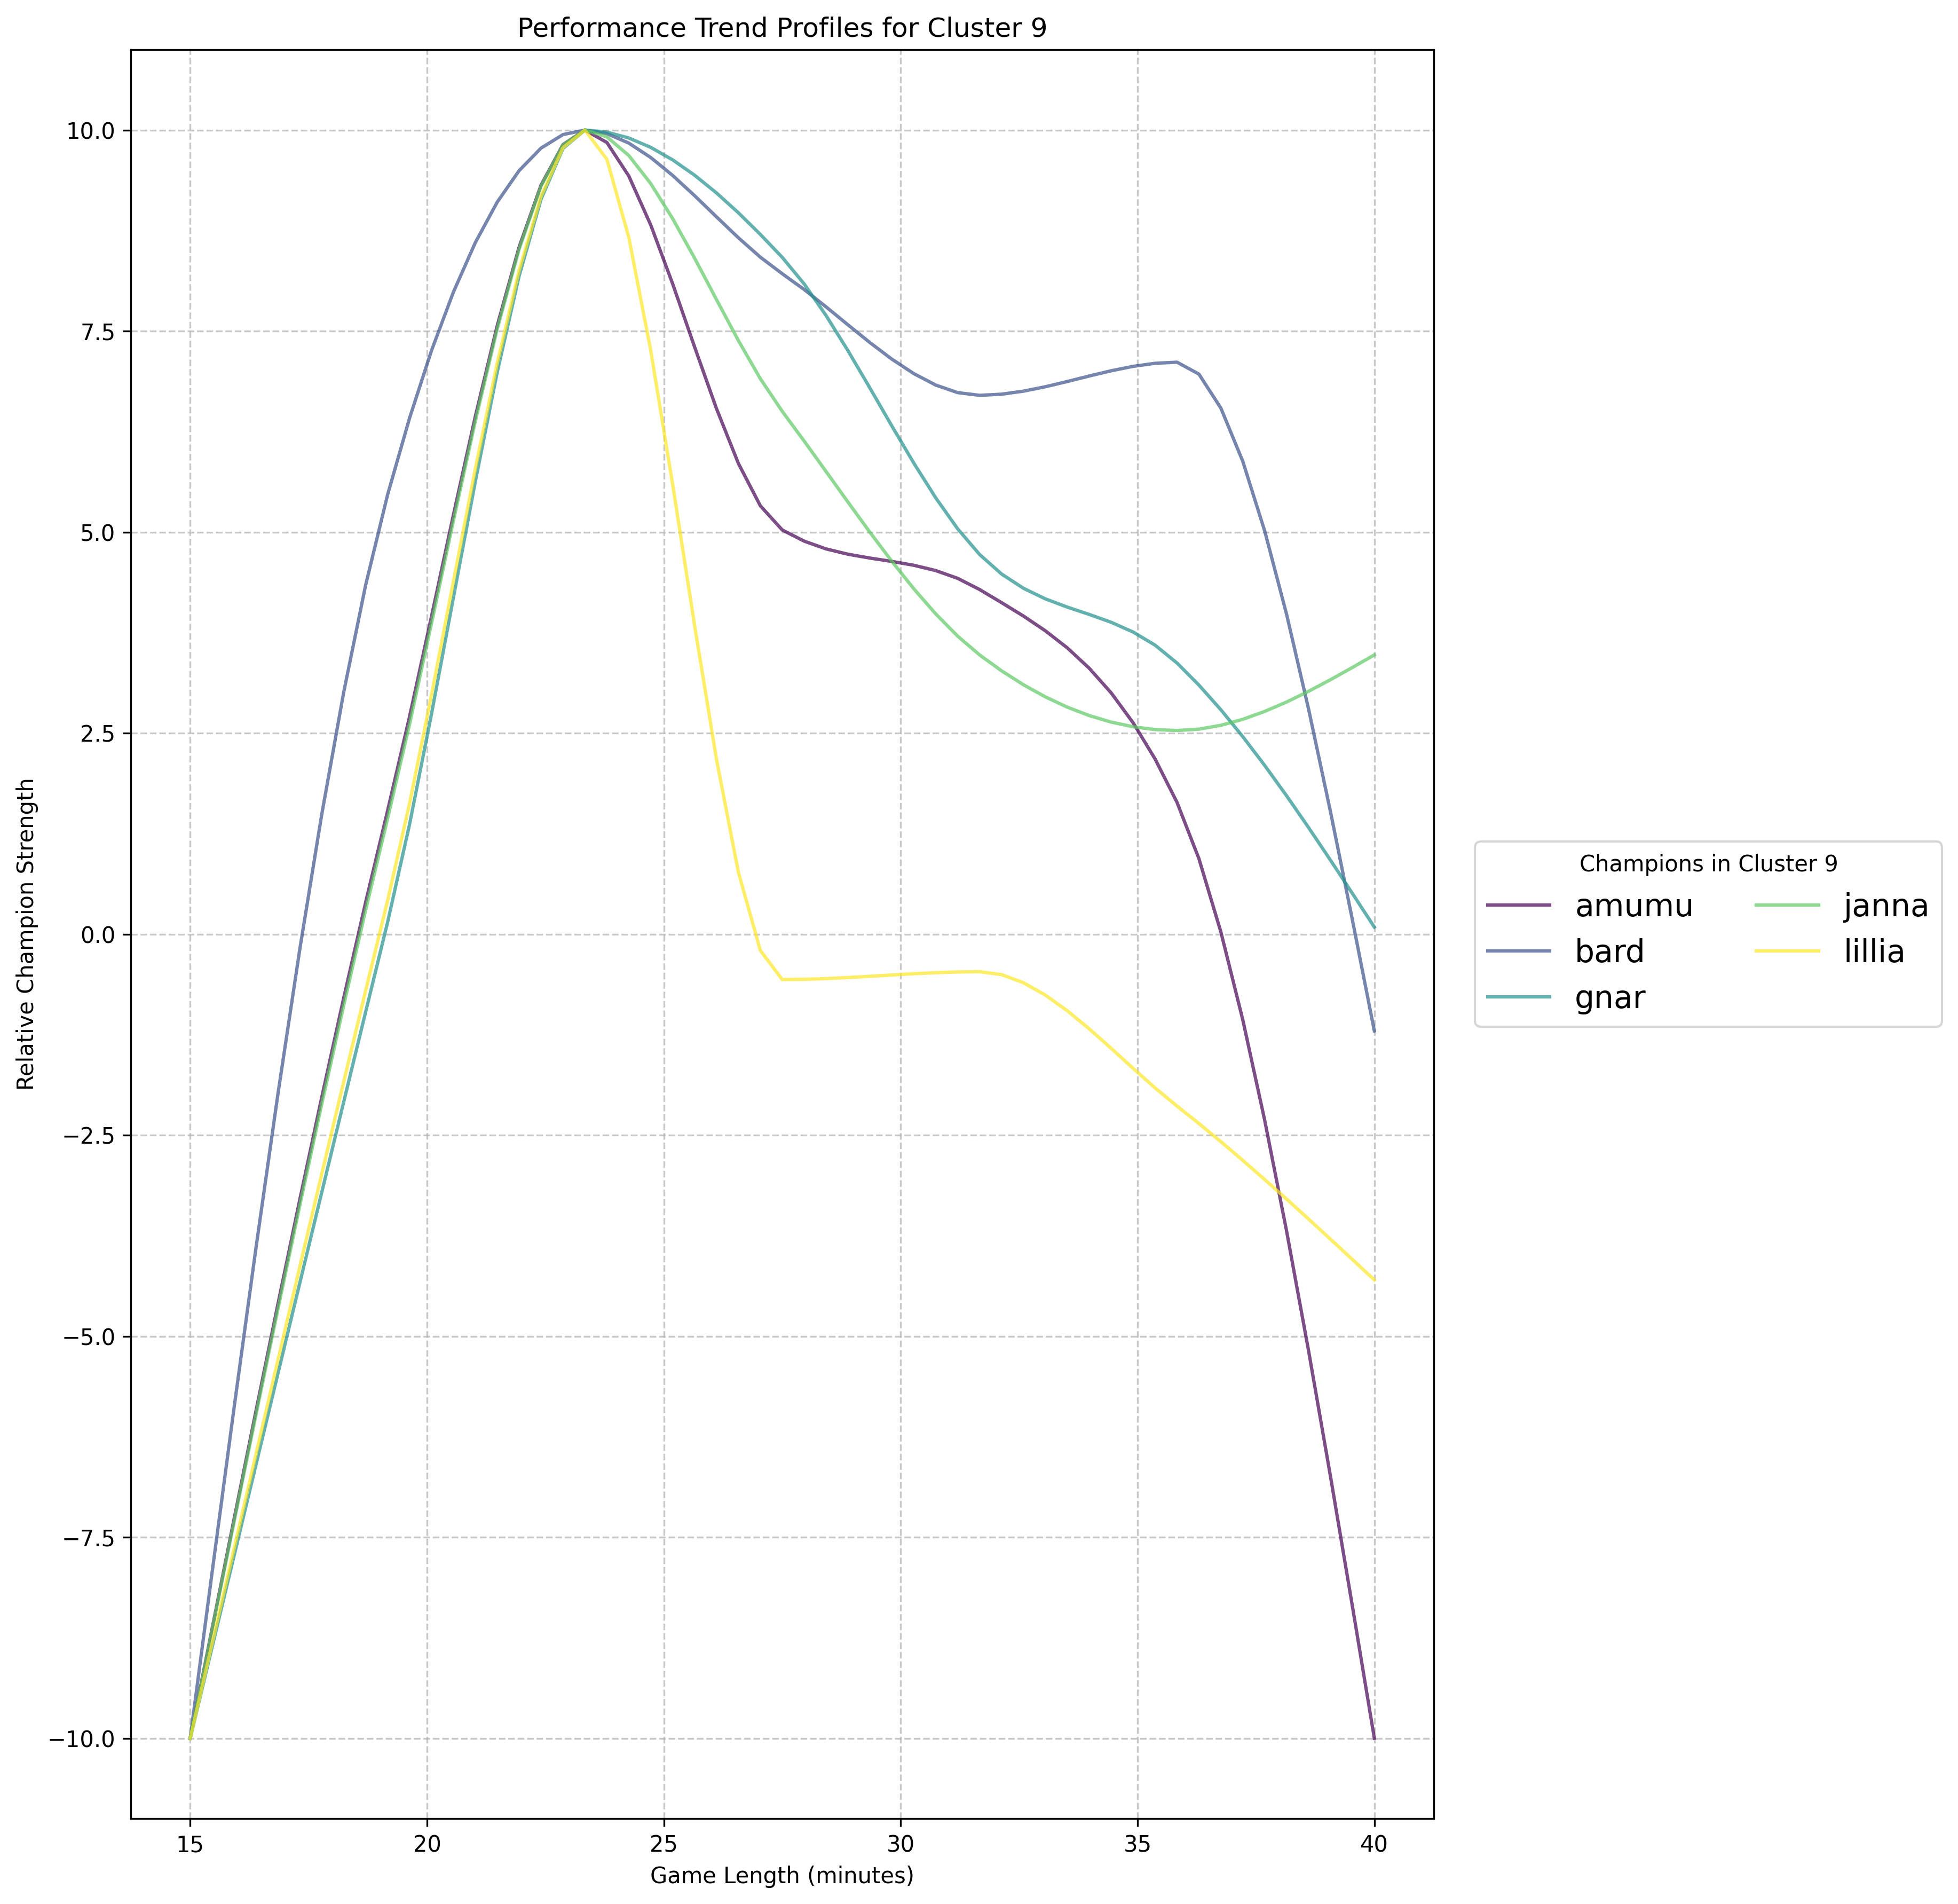 Performance Trend Profiles for Cluster 9
10.0
7.5
5.0
2.5
0.0
−2.5
−5.0
−7.5
−10.0
Relative Champion Strength
15 20 25 30 35 40
Game Length (minutes)
Champions in Cluster 9
amumu janna
bard lillia
gnar